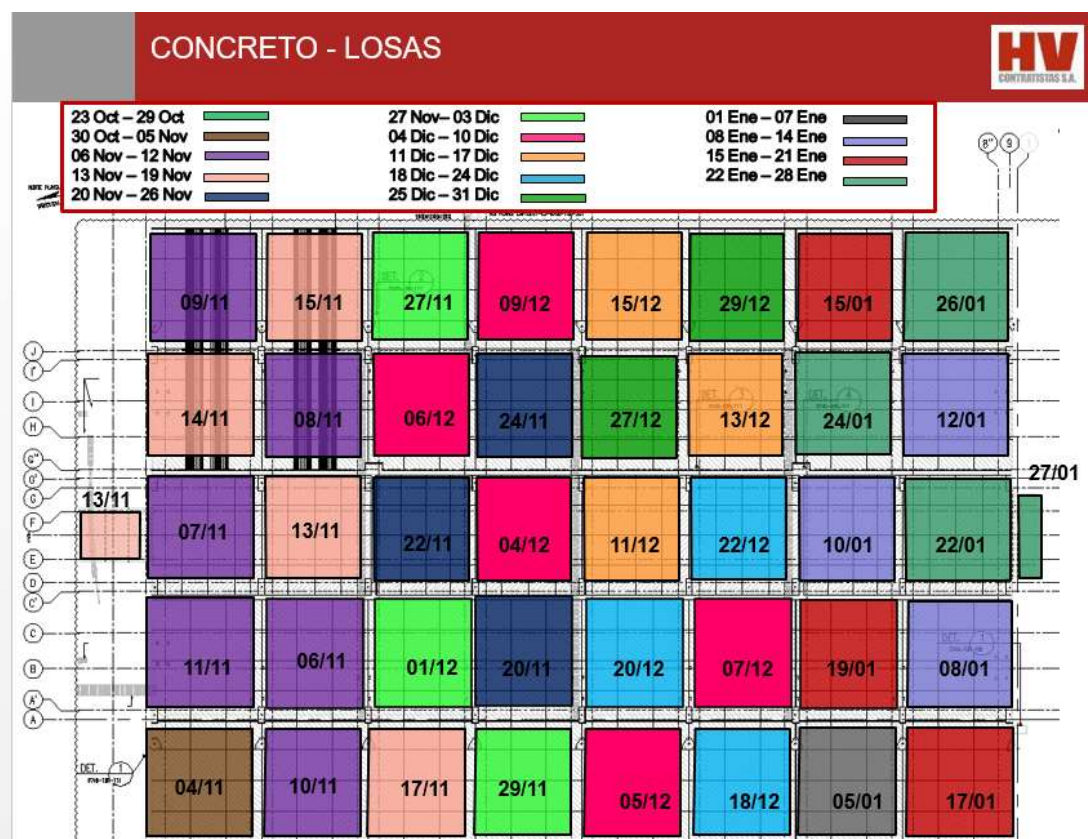 CONCRETO - LOSAS
HV
CONTRATISTAS S.A.
23 Oct – 29 Oct
30 Oct – 05 Nov
06 Nov – 12 Nov
13 Nov – 19 Nov
20 Nov – 26 Nov
27 Nov– 03 Dic
04 Dic – 10 Dic
11 Dic – 17 Dic
18 Dic – 24 Dic
25 Dic – 31 Dic
01 Ene – 07 Ene
08 Ene – 14 Ene
15 Ene – 21 Ene
22 Ene – 28 Ene
8" 9
09/11 15/11 27/11 09/12 15/12 29/12 15/01 26/01
J
I'
I
H
14/11 08/11 06/12 24/11 27/12 13/12 24/01 12/01
G"
G'
G
F
E
D
13/11
07/11 13/11 22/11 04/12 11/12 22/12 10/01 22/01
27/01
C'
C
B
A'
A
11/11 06/11 01/12 20/11 20/12 07/12 19/01 08/01
DET. 1
04/11 10/11 17/11 29/11 05/12 18/12 05/01 17/01